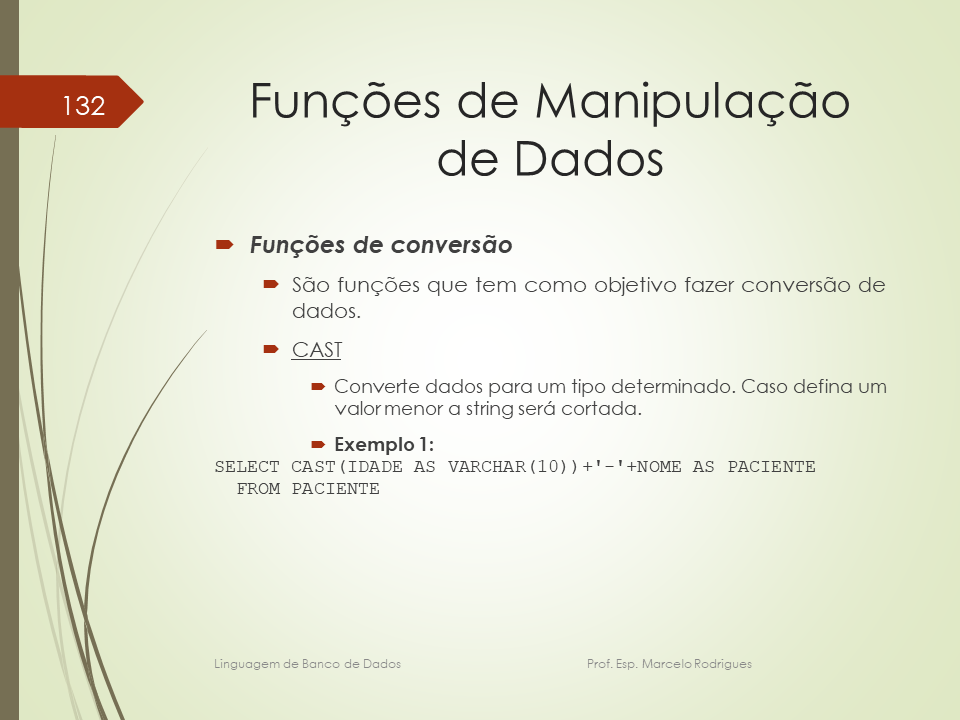 132
Funções de Manipulação
de Dados
Funções de conversão
São funções que tem como objetivo fazer conversão de
dados.
CAST
Converte dados para um tipo determinado. Caso defina um
valor menor a string será cortada.
Exemplo 1:
SELECT CAST(IDADE AS VARCHAR(10))+'-'+NOME AS PACIENTE
FROM PACIENTE
Linguagem de Banco de Dados Prof. Esp. Marcelo Rodrigues